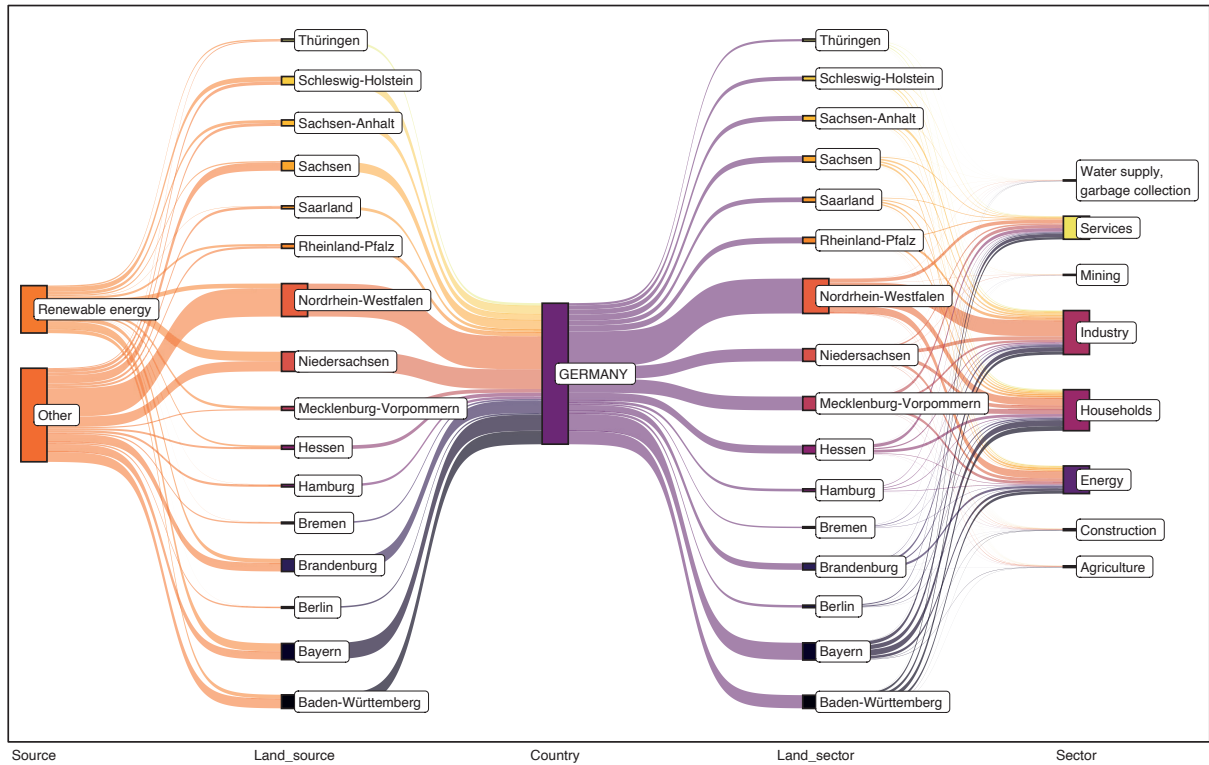 Thüringen
Schleswig-Holstein
Sachsen-Anhalt
Sachsen
Saarland
Rheinland-Pfalz
Renewable energy
Nordrhein-Westfalen
Niedersachsen
Other
Mecklenburg-Vorpommern
Hessen
Hamburg
Bremen
Brandenburg
Berlin
Bayern
Baden-Württemberg
GERMANY
Thüringen
Schleswig-Holstein
Sachsen-Anhalt
Sachsen
Saarland
Rheinland-Pfalz
Nordrhein-Westfalen
Niedersachsen
Mecklenburg-Vorpommern
Hessen
Hamburg
Bremen
Brandenburg
Berlin
Bayern
Baden-Württemberg
Water supply,
garbage collection
Services
Mining
Industry
Households
Energy
Construction
Agriculture
Source
Land_source
Country
Land_sector
Sector